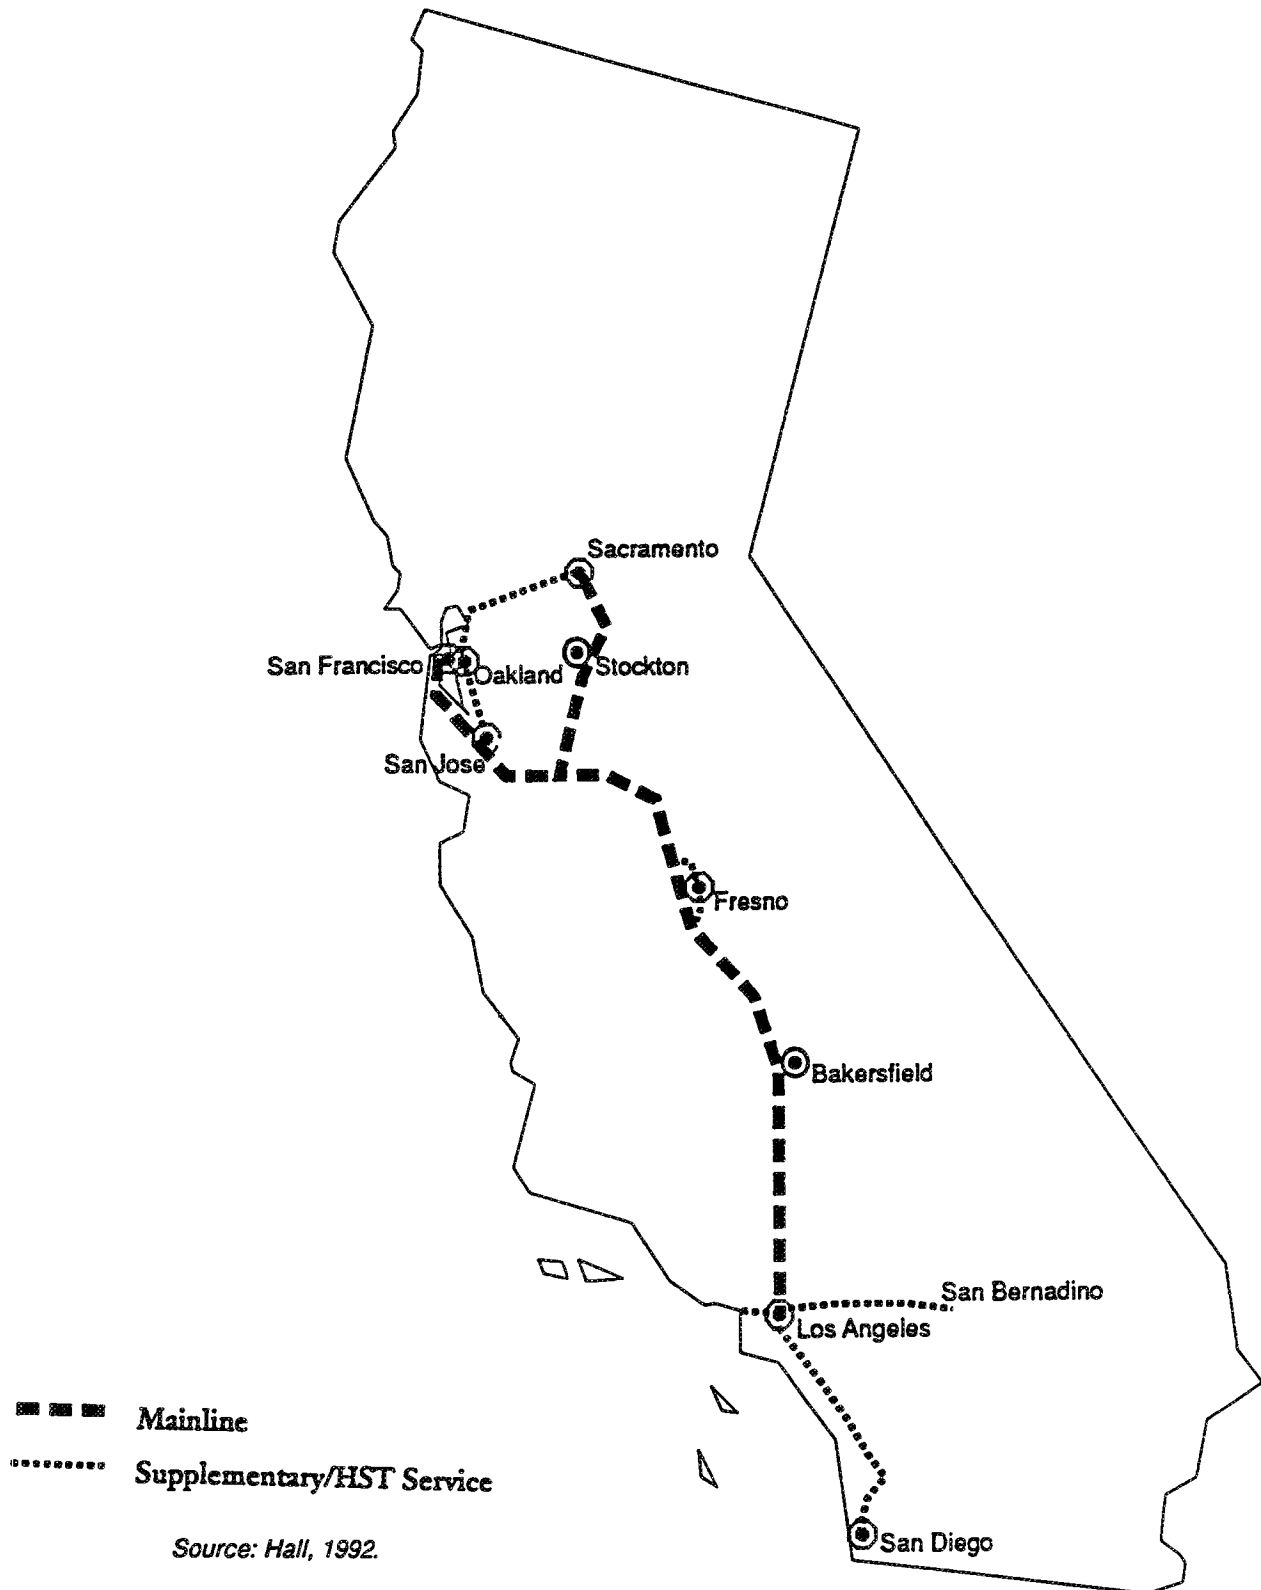 Sacramento
San Francisco
Oakland
Stockton
San Jose
Fresno
Bakersfield
San Bernadino
Los Angeles
Mainline
Supplementary/HST Service
San Diego
Source: Hall, 1992.